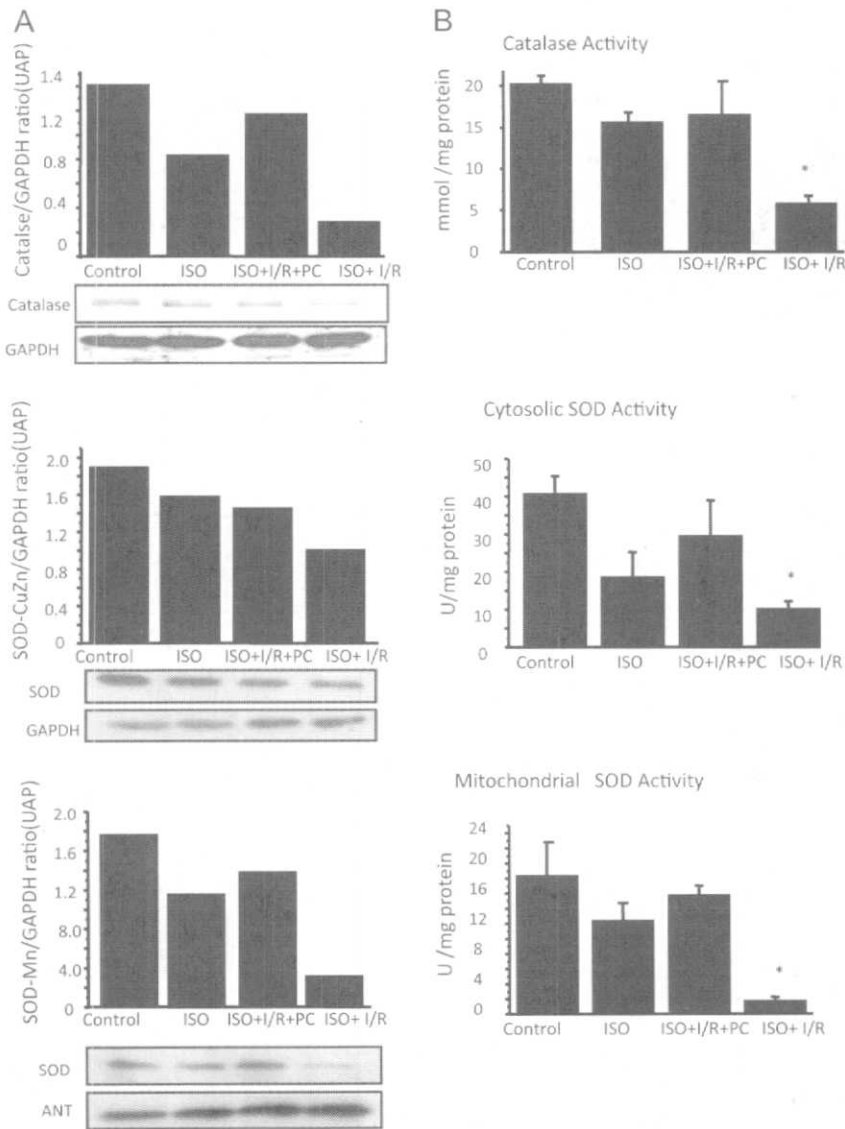 A
Catalse/GAPDH ratio(UAP)
1.4
1.2
0.8
0.4
0
Control ISO ISO+I/R+PC ISO+ I/R
Catalase
GAPDH
SOD-CuZn/GAPDH ratio(UAP)
2.0
1.6
1.2
0.8
0.4
0
Control ISO ISO+I/R+PC ISO+ I/R
SOD
GAPDH
SOD-Mn/GAPDH ratio(UAP)
2.0
1.6
1.2
8.0
4.0
0
Control ISO ISO+I/R+PC ISO+ I/R
SOD
ANT
B
Catalase Activity
mmol /mg protein
20
15
10
5
0
*
Control ISO ISO+I/R+PC ISO+ I/R
Cytosolic SOD Activity
U/mg protein
50
40
30
20
10
0
*
Control ISO ISO+I/R+PC ISO+ I/R
Mitochondrial SOD Activity
U /mg protein
24
20
16
12
4
0
*
Control ISO ISO+I/R+PC ISO+ I/R